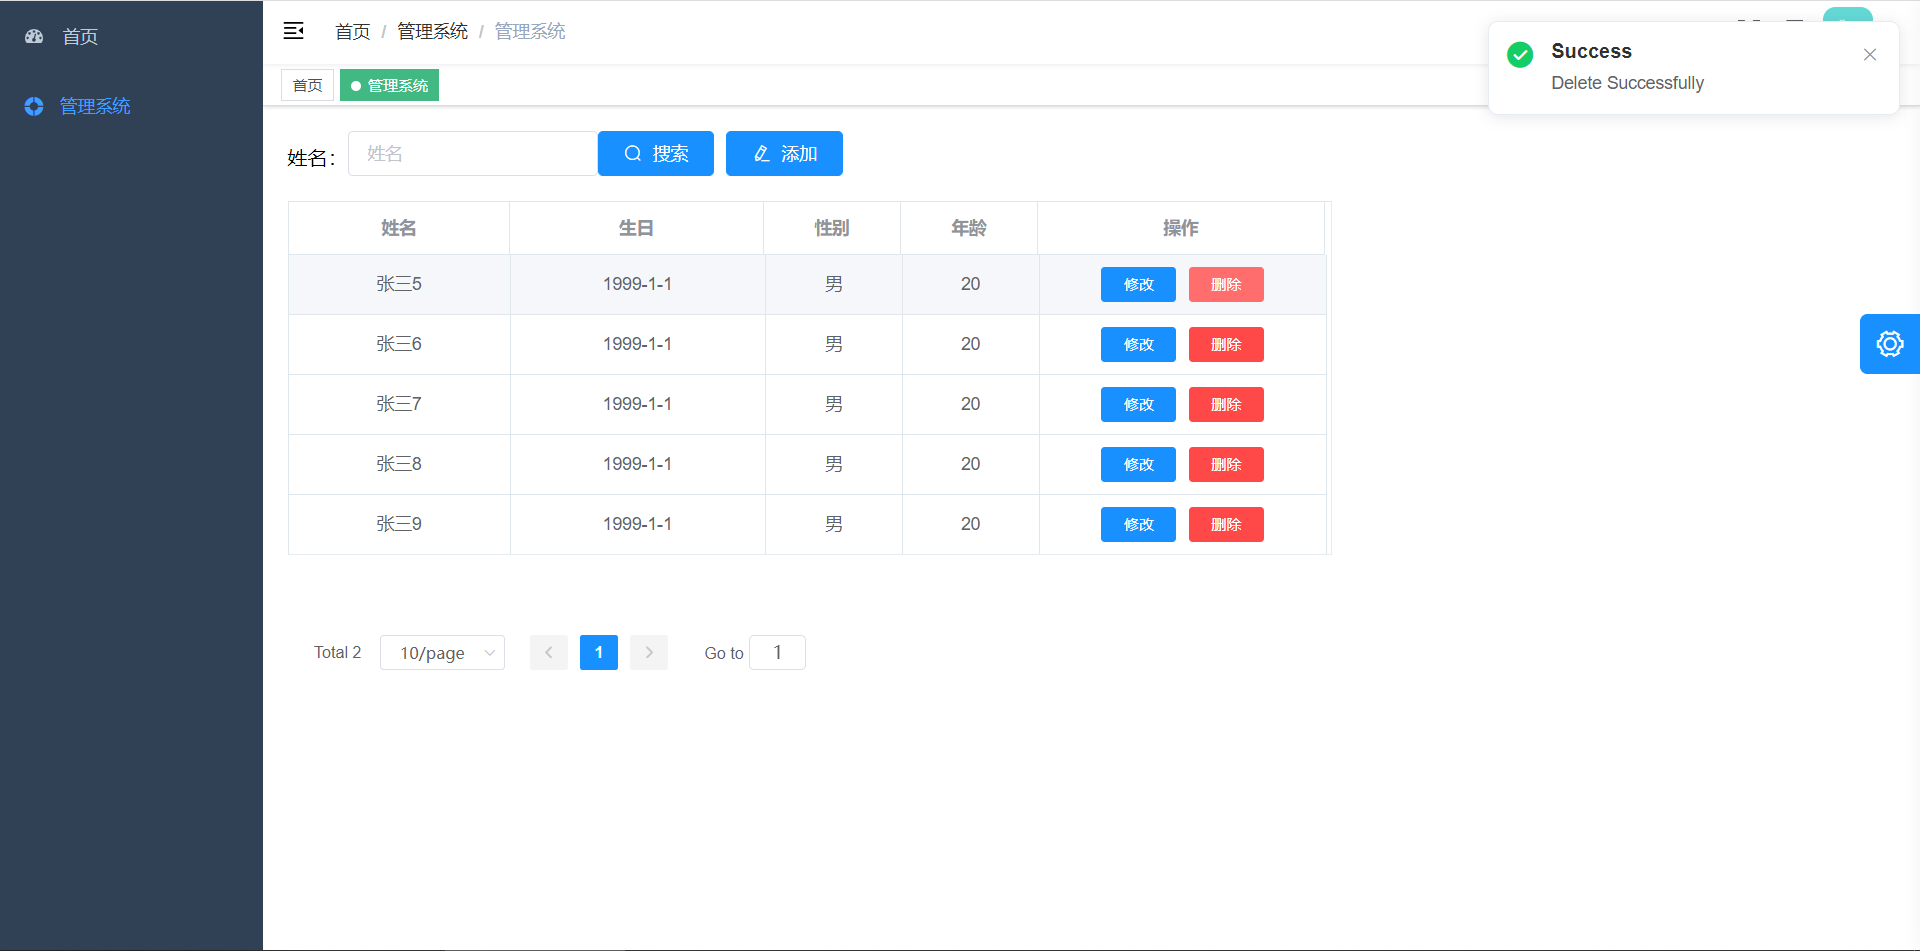 首页
管理系统
首页 / 管理系统 / 管理系统
首页
管理系统
Success
Delete Successfully
姓名：
姓名
搜索
添加
姓名 生日 性别 年龄 操作
张三5 1999-1-1 男 20 修改 删除
张三6 1999-1-1 男 20 修改 删除
张三7 1999-1-1 男 20 修改 删除
张三8 1999-1-1 男 20 修改 删除
张三9 1999-1-1 男 20 修改 删除
Total 2 10/page 1 Go to 1